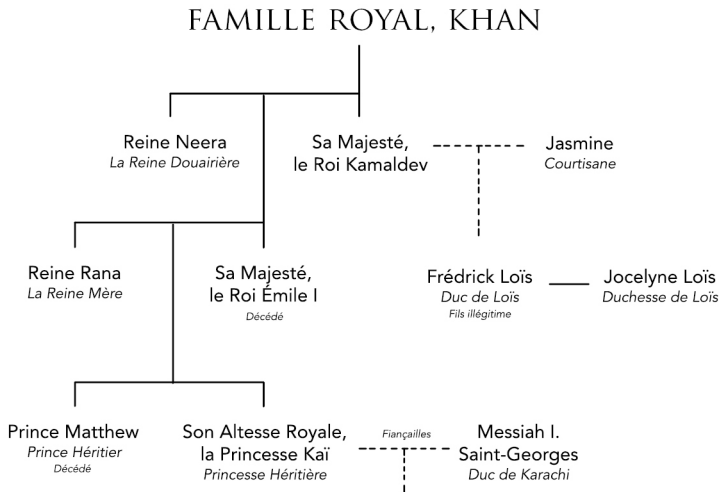 FAMILLE ROYAL, KHAN
Reine Neera
La Reine Douairière
Sa Majesté,
le Roi Kamaldev
Jasmine
Courtisane
Reine Rana
La Reine Mère
Sa Majesté,
le Roi Émile I
Décédé
Frédrick Loïs
Duc de Loïs
Fils illégitime
Jocelyne Loïs
Duchesse de Loïs
Prince Matthew
Prince Héritier
Décédé
Son Altesse Royale,
la Princesse Kaï
Princesse Héritière
Fiançailles
Messiah I.
Saint-Georges
Duc de Karachi